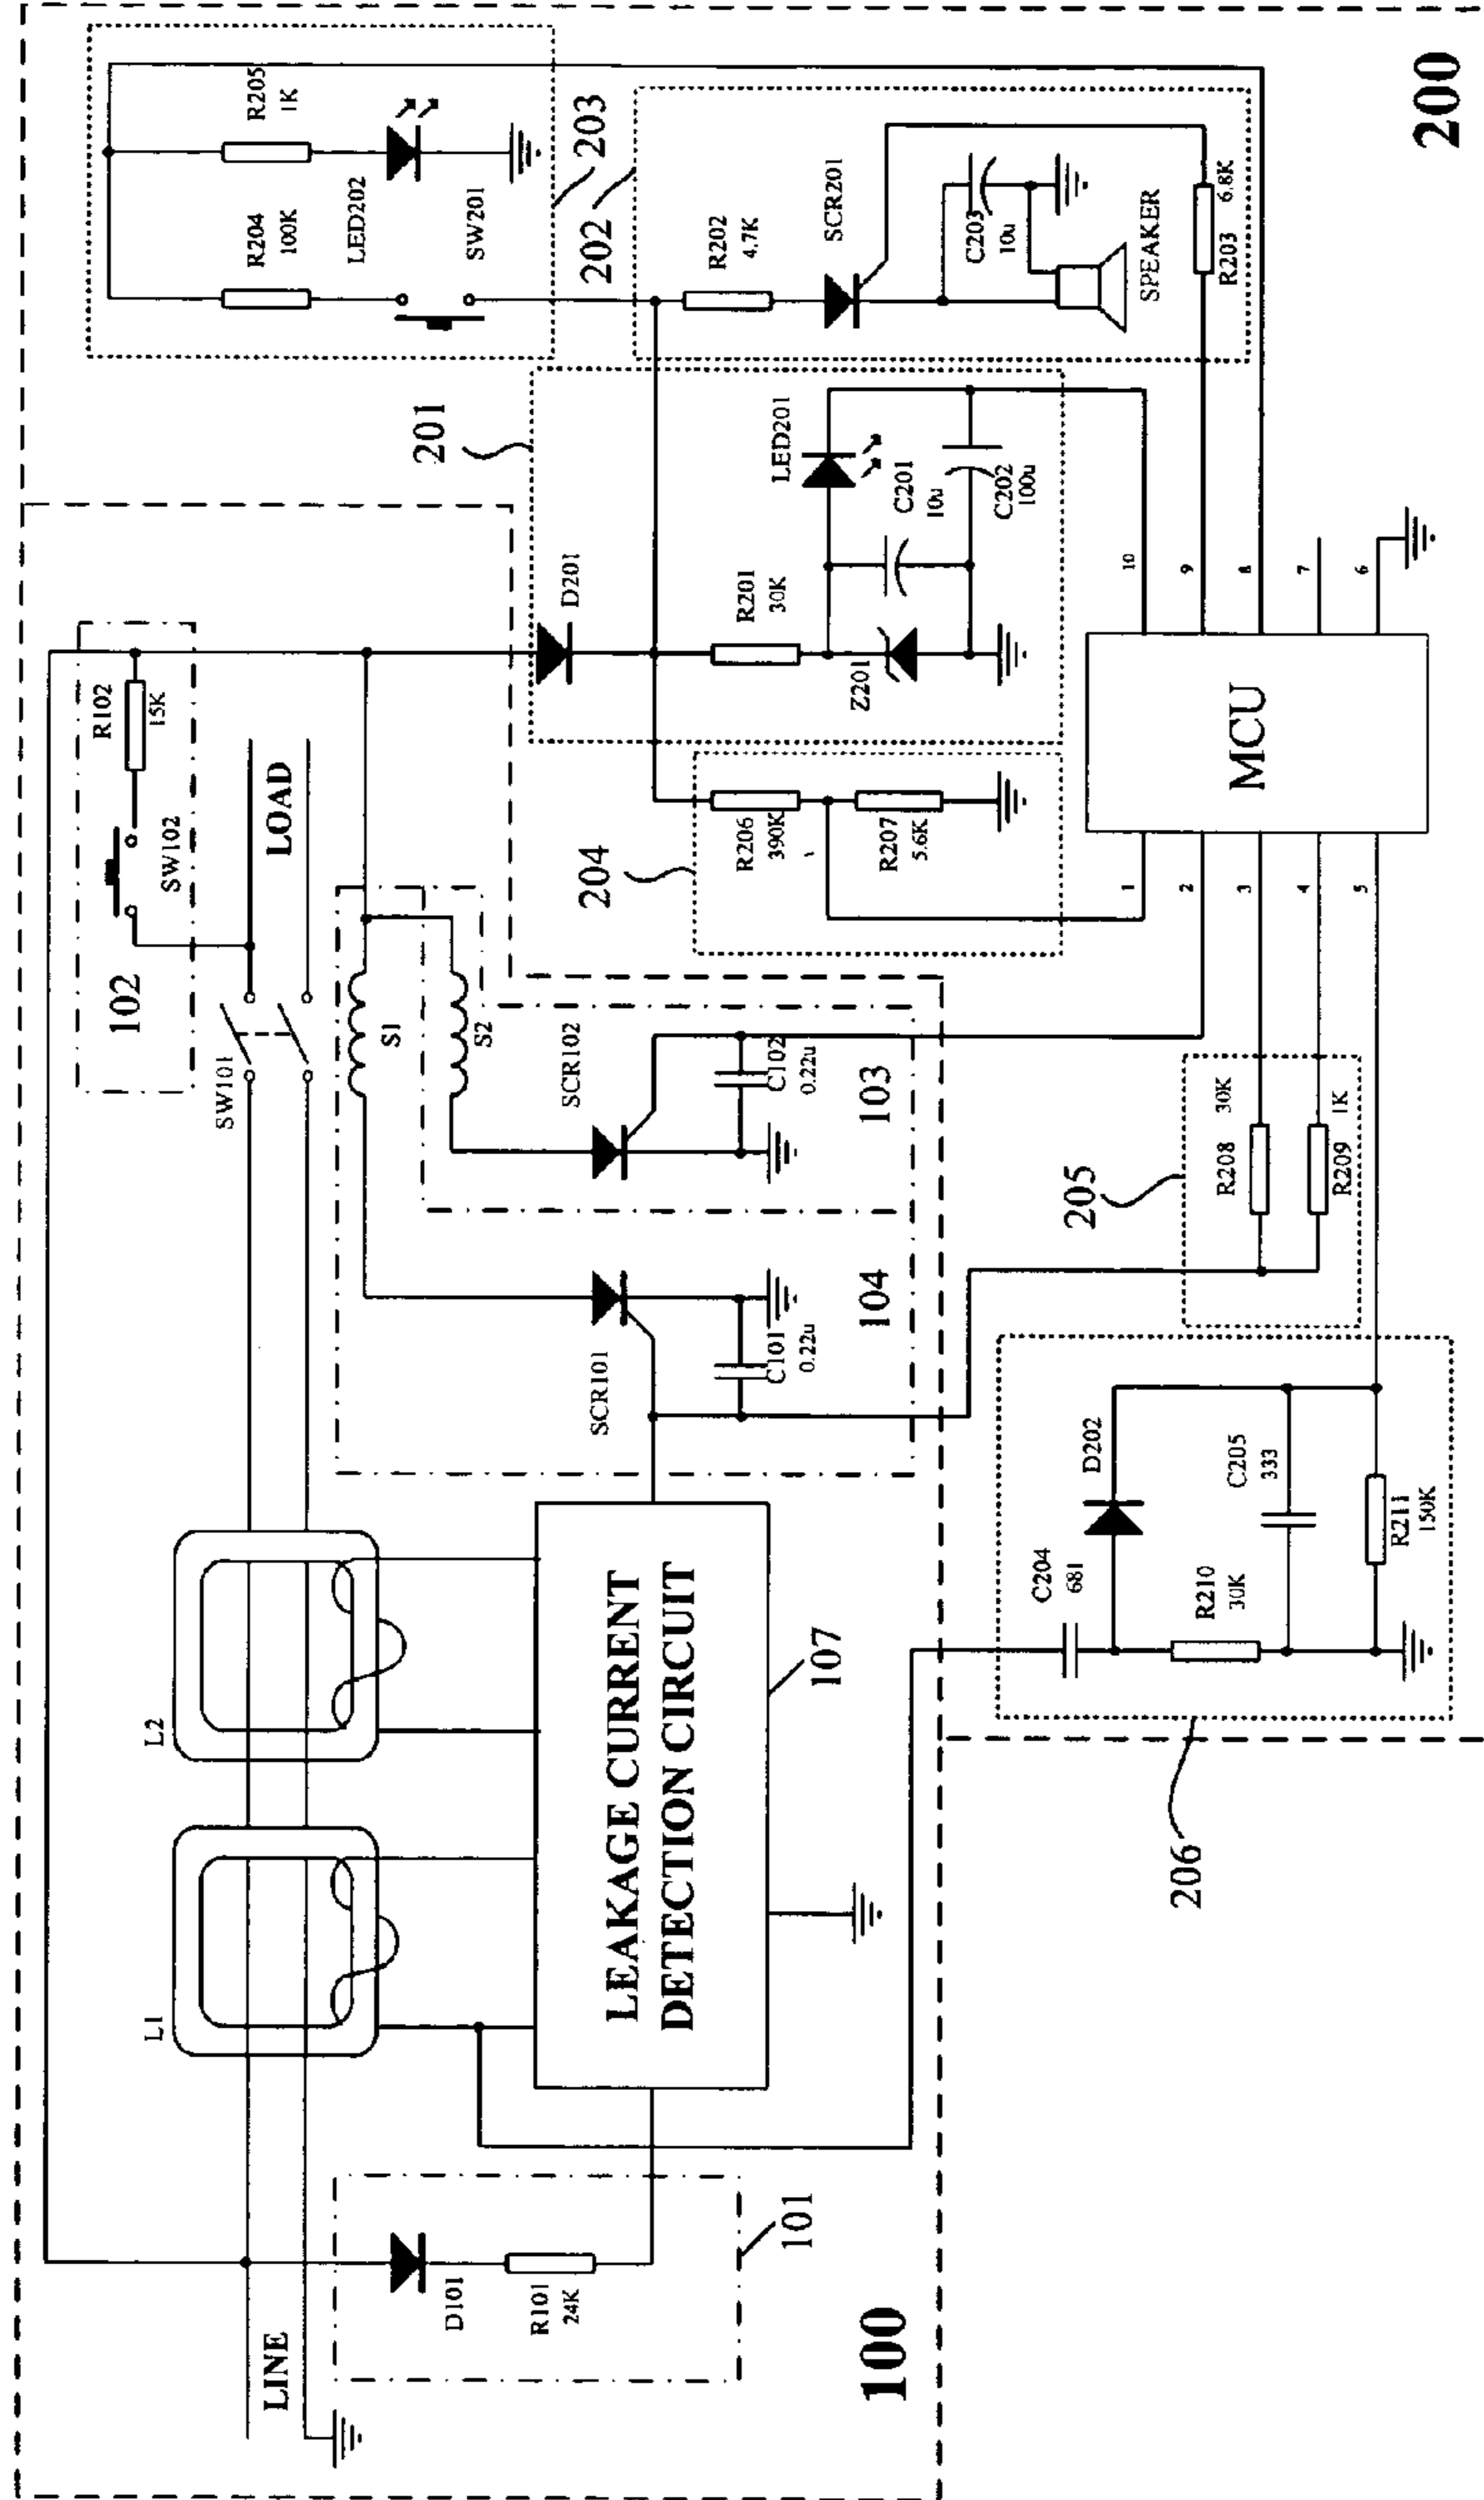 100
LINE
D101
R101
24K
101
L1
L2
LEAKAGE CURRENT
DETECTION CIRCUIT
107
SW101
102
SW102
R102
15K
LOAD
S1
S2
SCR101
C101
0.22u
104
SCR102
C102
0.22u
103
206
C204
681
R210
30K
D202
C205
333
R211
150K
205
R208
30K
R209
1K
204
R206
390K
R207
5.6K
MCU
1
2
3
4
5
6
7
8
9
10
201
D201
R201
30K
Z201
LED201
C201
10u
C202
100u
202
203
R204
100K
R205
1K
LED202
SW201
R202
4.7K
SCR201
C203
10u
SPEAKER
R203
6.8K
200